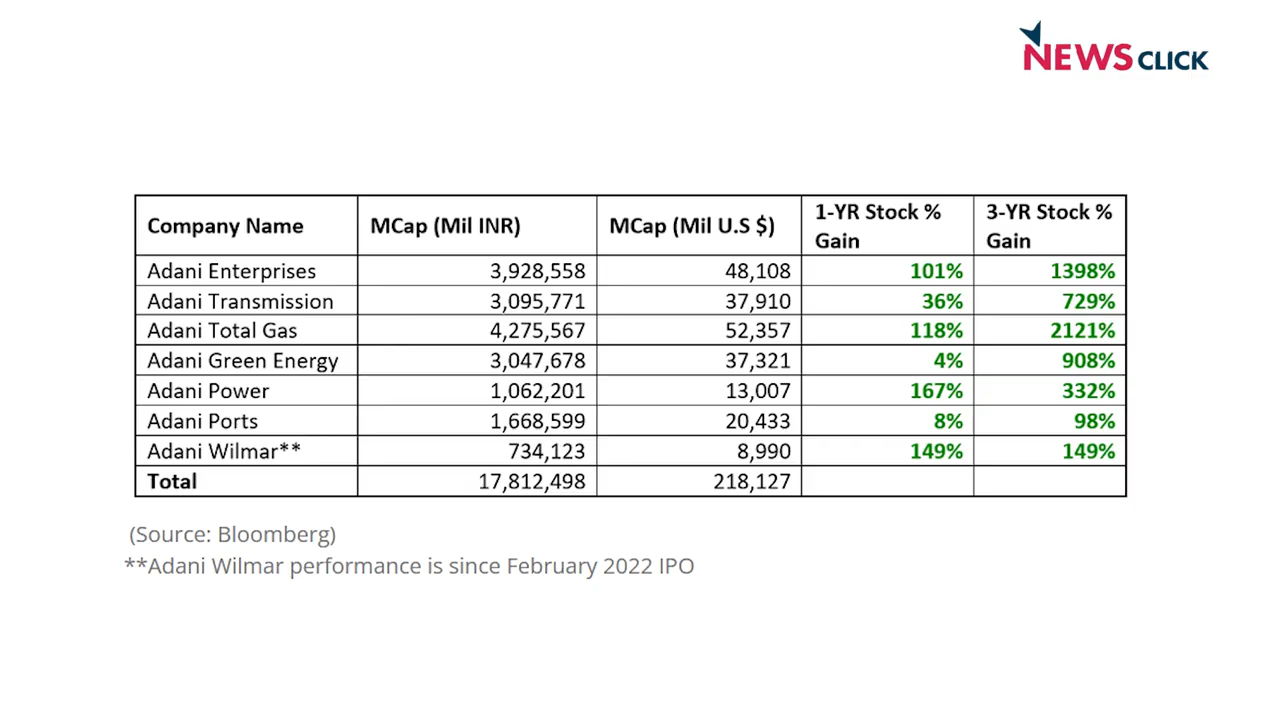 NEWS CLICK
Company Name MCap (Mil INR) MCap (Mil U.S $) 1-YR Stock % Gain 3-YR Stock % Gain
Adani Enterprises 3,928,558 48,108 101% 1398%
Adani Transmission 3,095,771 37,910 36% 729%
Adani Total Gas 4,275,567 52,357 118% 2121%
Adani Green Energy 3,047,678 37,321 4% 908%
Adani Power 1,062,201 13,007 167% 332%
Adani Ports 1,668,599 20,433 8% 98%
Adani Wilmar** 734,123 8,990 149% 149%
Total 17,812,498 218,127
(Source: Bloomberg)
**Adani Wilmar performance is since February 2022 IPO